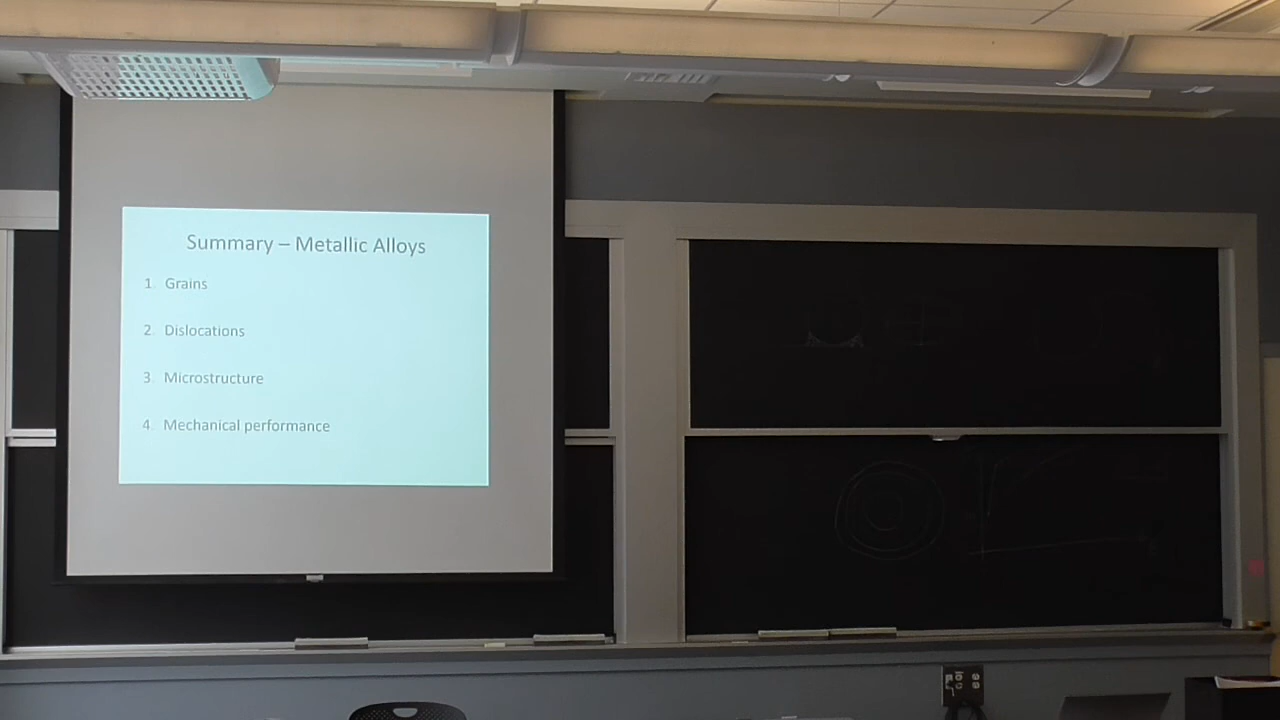 Summary – Metallic Alloys
1. Grains
2. Dislocations
3. Microstructure
4. Mechanical performance